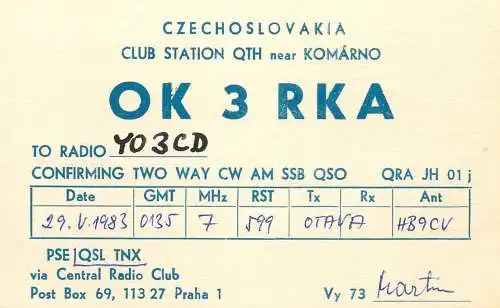 CZECHOSLOVAKIA
CLUB STATION QTH near KOMÁRNO
OK 3 RKA
TO RADIO YO3CD
CONFIRMING TWO WAY CW AM SSB QSO QRA JH 01 j
Date GMT MHz RST Tx Rx Ant
29.V.1983 0135 7 599 OTAVA HB9CV
PSE QSL TNX
via Central Radio Club
Post Box 69, 113 27 Praha 1 Vy 73 Martin